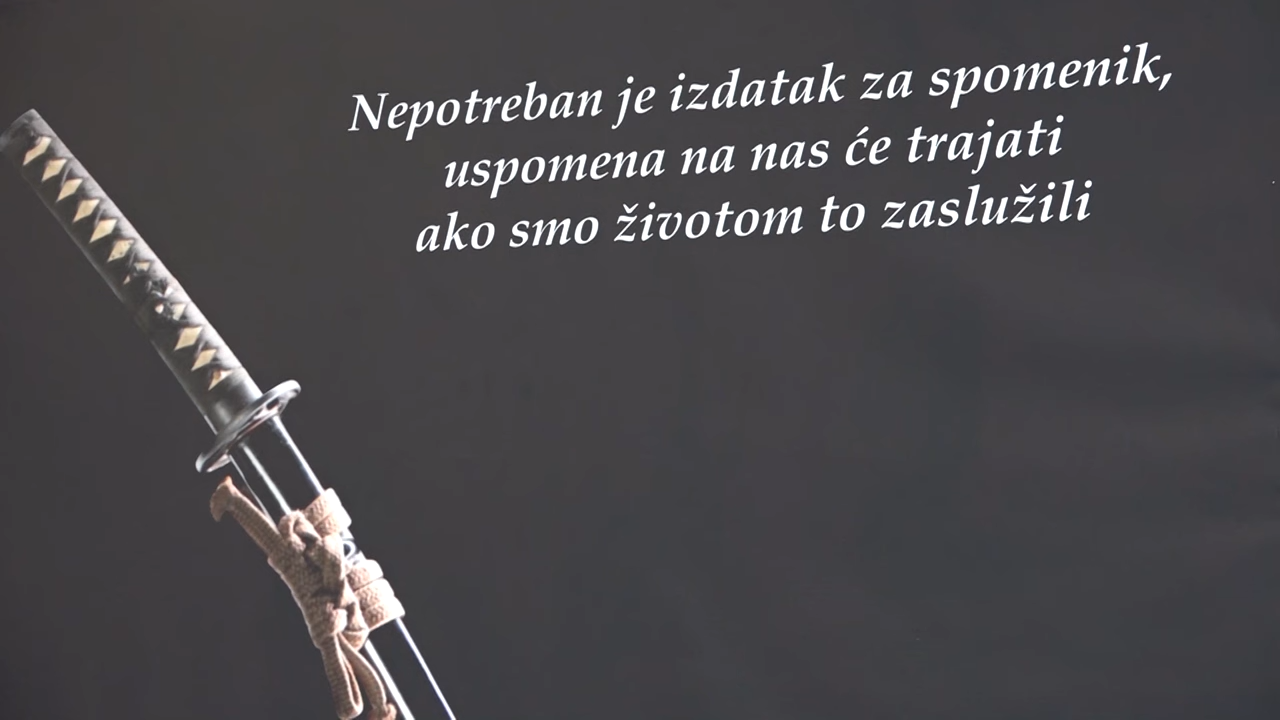 Nepotreban je izdatak za spomenik,
uspomena na nas će trajati
ako smo životom to zaslužili